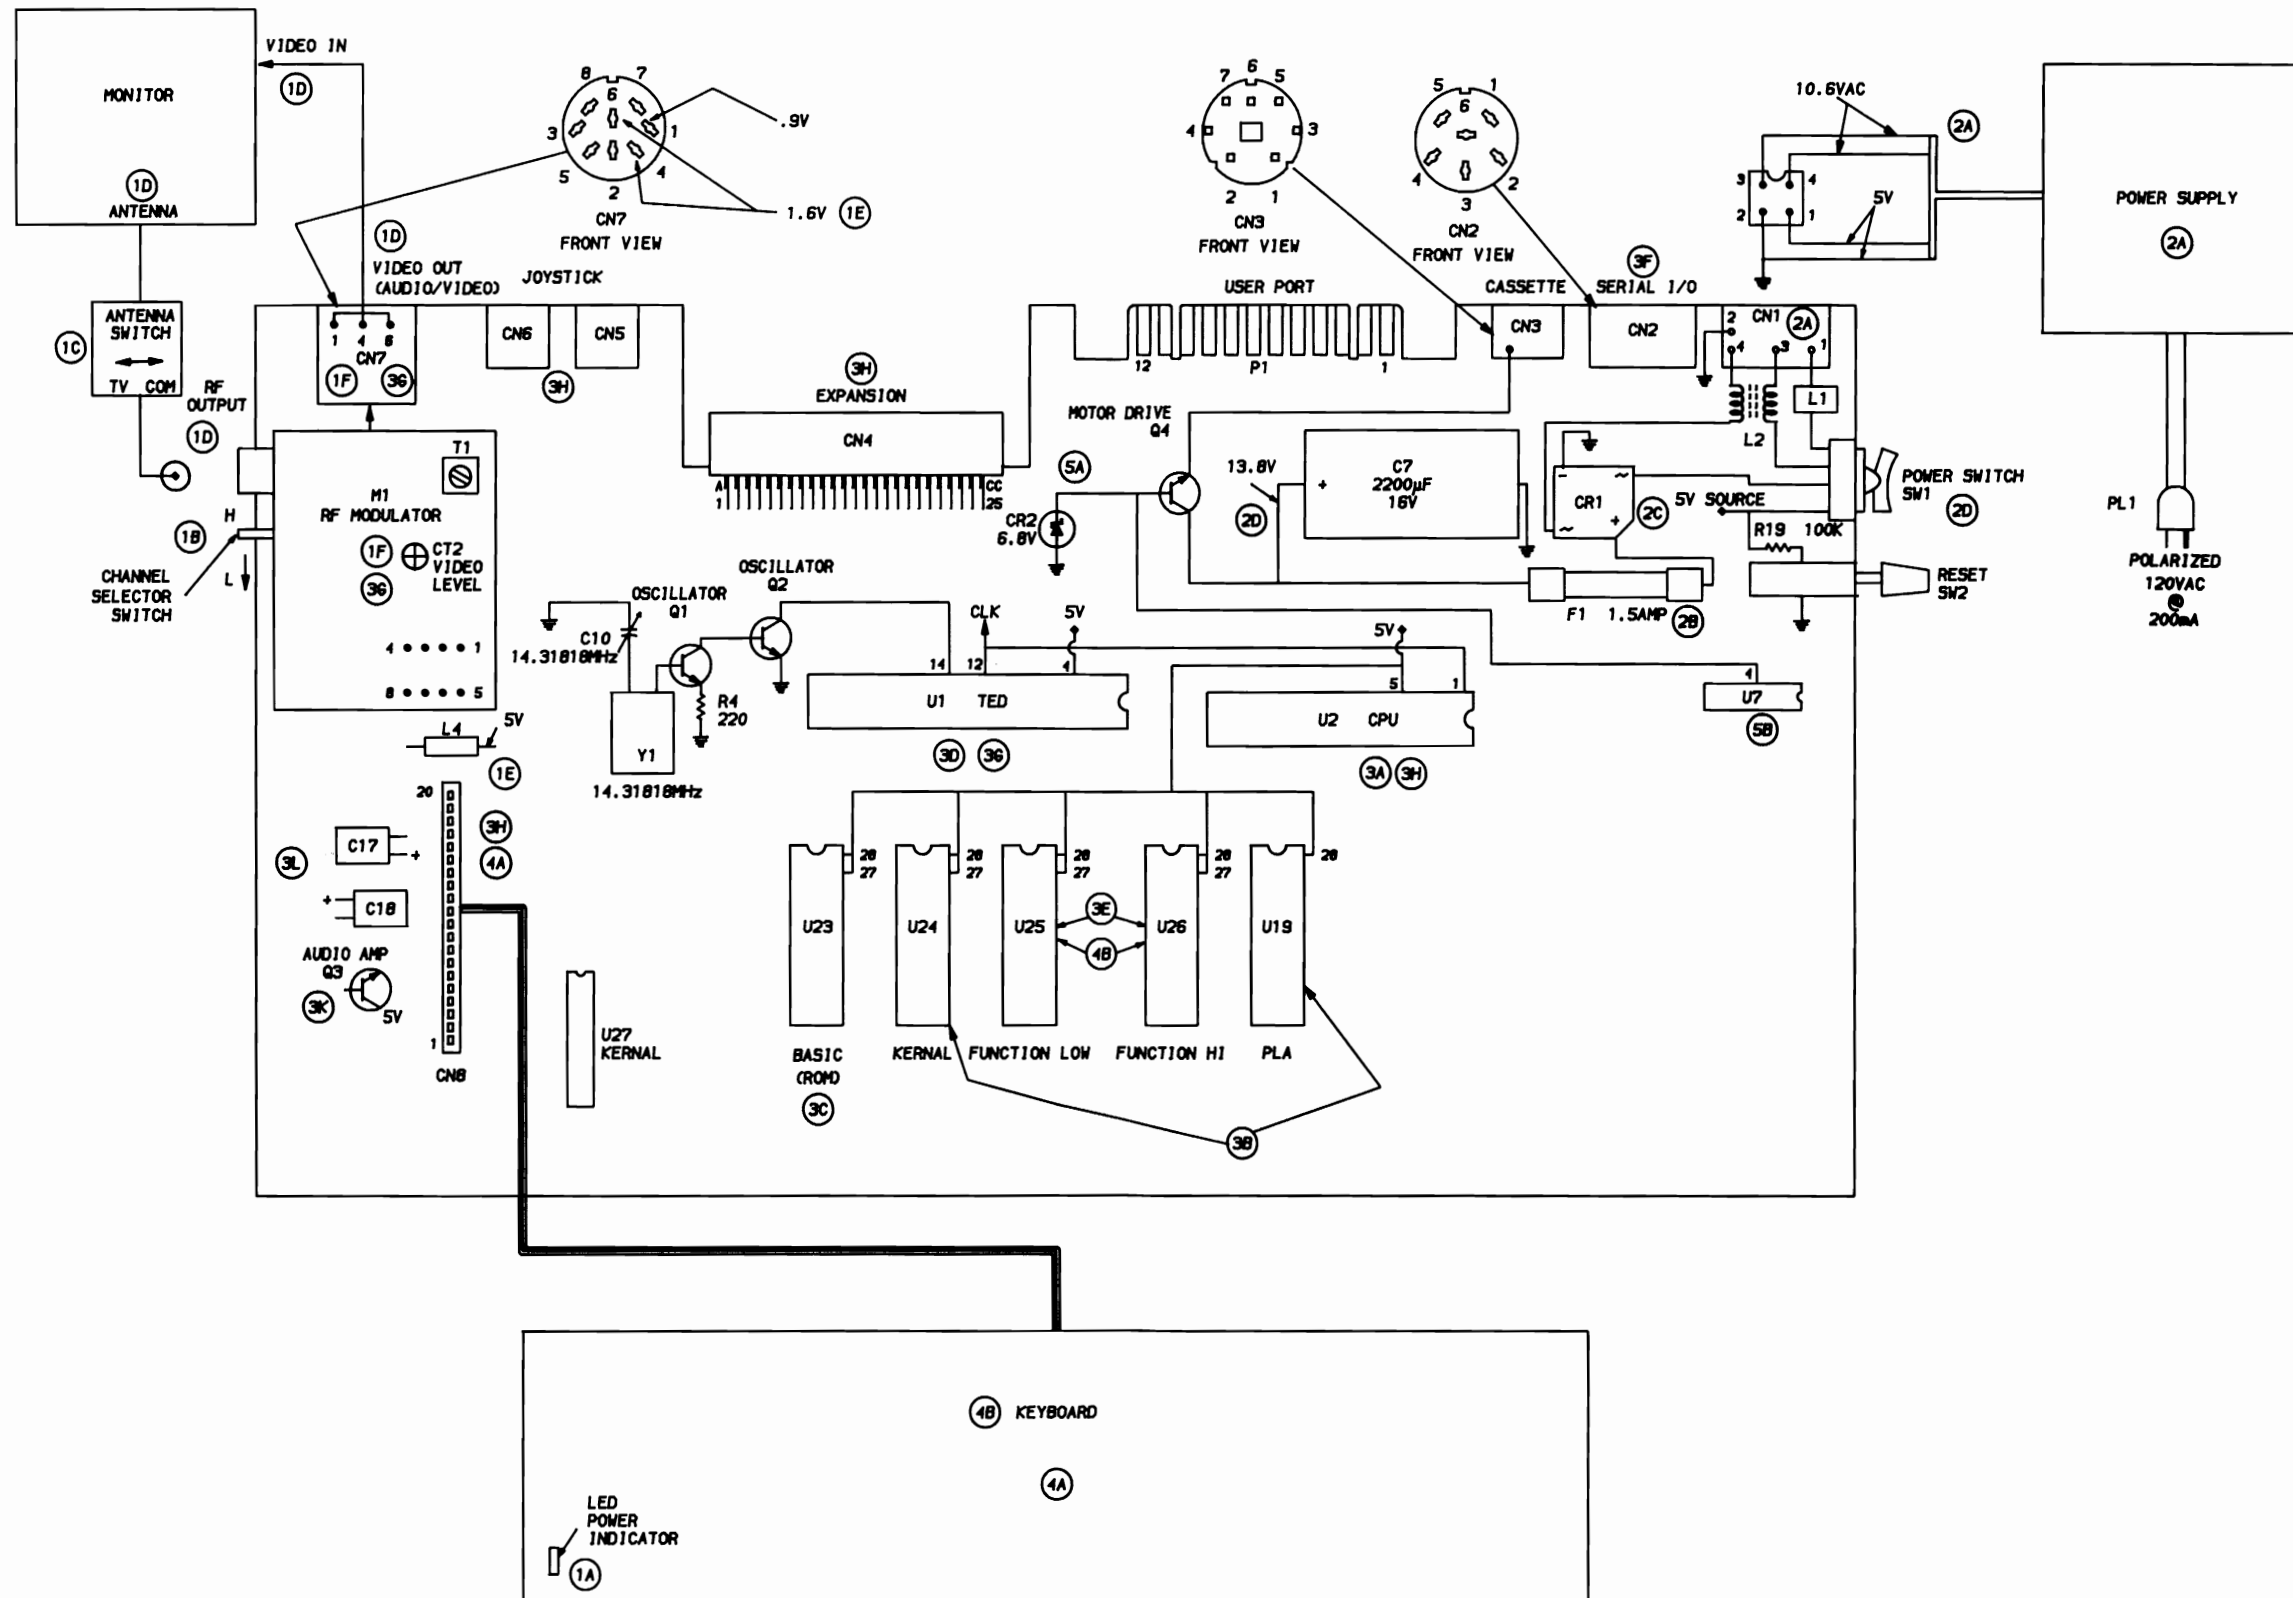 VIDEO IN
1D
MONITOR
1D
ANTENNA
8
7
6
3
1
5
4
2
.9V
1.6V
1E
CN7
FRONT VIEW
7
6
5
4
3
2
1
CN3
FRONT VIEW
5
1
6
4
2
3
CN2
FRONT VIEW
10.6VAC
2A
3
4
2
1
5V
POWER SUPPLY
2A
1D
VIDEO OUT
(AUDIO/VIDEO)
JOYSTICK
USER PORT
CASSETTE
3F
SERIAL I/O
ANTENNA
SWITCH
1C
TV COM
RF
OUTPUT
1D
1 4 6
CN7
1F
3G
CN6
CN5
3H
3H
EXPANSION
CN4
A
1
CC
25
12
P1
1
CN3
CN2
2
CN1
2A
4
3
1
L2
L1
MOTOR DRIVE
Q4
5A
CR2
6.8V
13.8V
2D
+
C7
2200µF
16V
-
~
CR1
~
+
2C
5V SOURCE
R19 100K
POWER SWITCH
SW1
2D
RESET
SW2
F1 1.5AMP
2B
PL1
POLARIZED
120VAC
@
200mA
T1
M1
RF MODULATOR
1F
CT2
VIDEO
LEVEL
3G
H
1B
L
CHANNEL
SELECTOR
SWITCH
4
1
8
5
OSCILLATOR
Q2
OSCILLATOR
Q1
C10
14.31818MHz
R4
220
Y1
14.31818MHz
CLK
5V
14
12
4
U1 TED
3D
3G
5V
5
1
U2 CPU
3A
3H
4
U7
5B
L4
5V
1E
20
3H
4A
3L
C17
+
+
C18
AUDIO AMP
Q3
3K
5V
1
CN8
U27
KERNAL
28
27
28
27
28
27
28
27
28
U23
U24
U25
3E
4B
U26
U19
BASIC
(ROM)
3C
KERNAL
FUNCTION LOW
FUNCTION HI
PLA
3B
4B
KEYBOARD
4A
LED
POWER
INDICATOR
1A